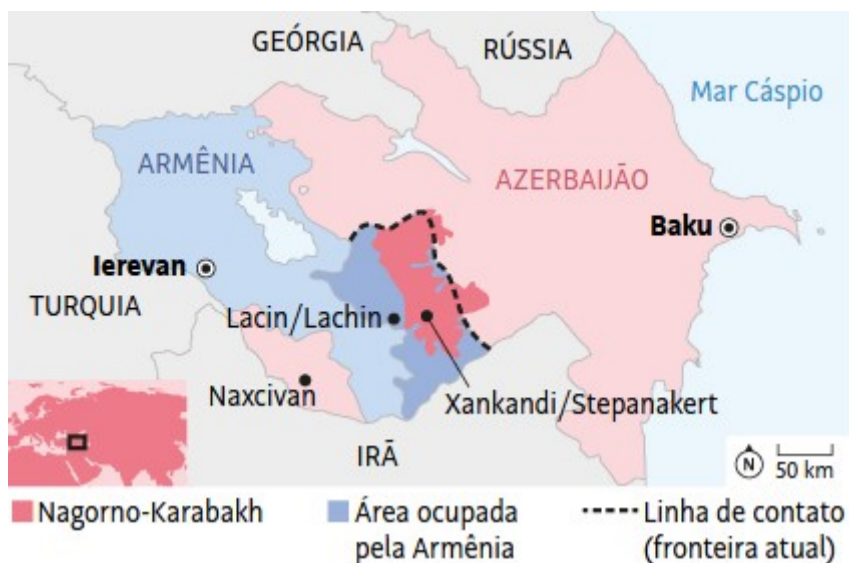 GEÓRGIA
RÚSSIA
Mar Cáspio
ARMÊNIA
AZERBAIJÃO
Baku
Ierevan
TURQUIA
Lacin/Lachin
Naxcivan
Xankandi/Stepanakert
IRÃ
N
50 km
Nagorno-Karabakh
Área ocupada
pela Armênia
Linha de contato
(fronteira atual)